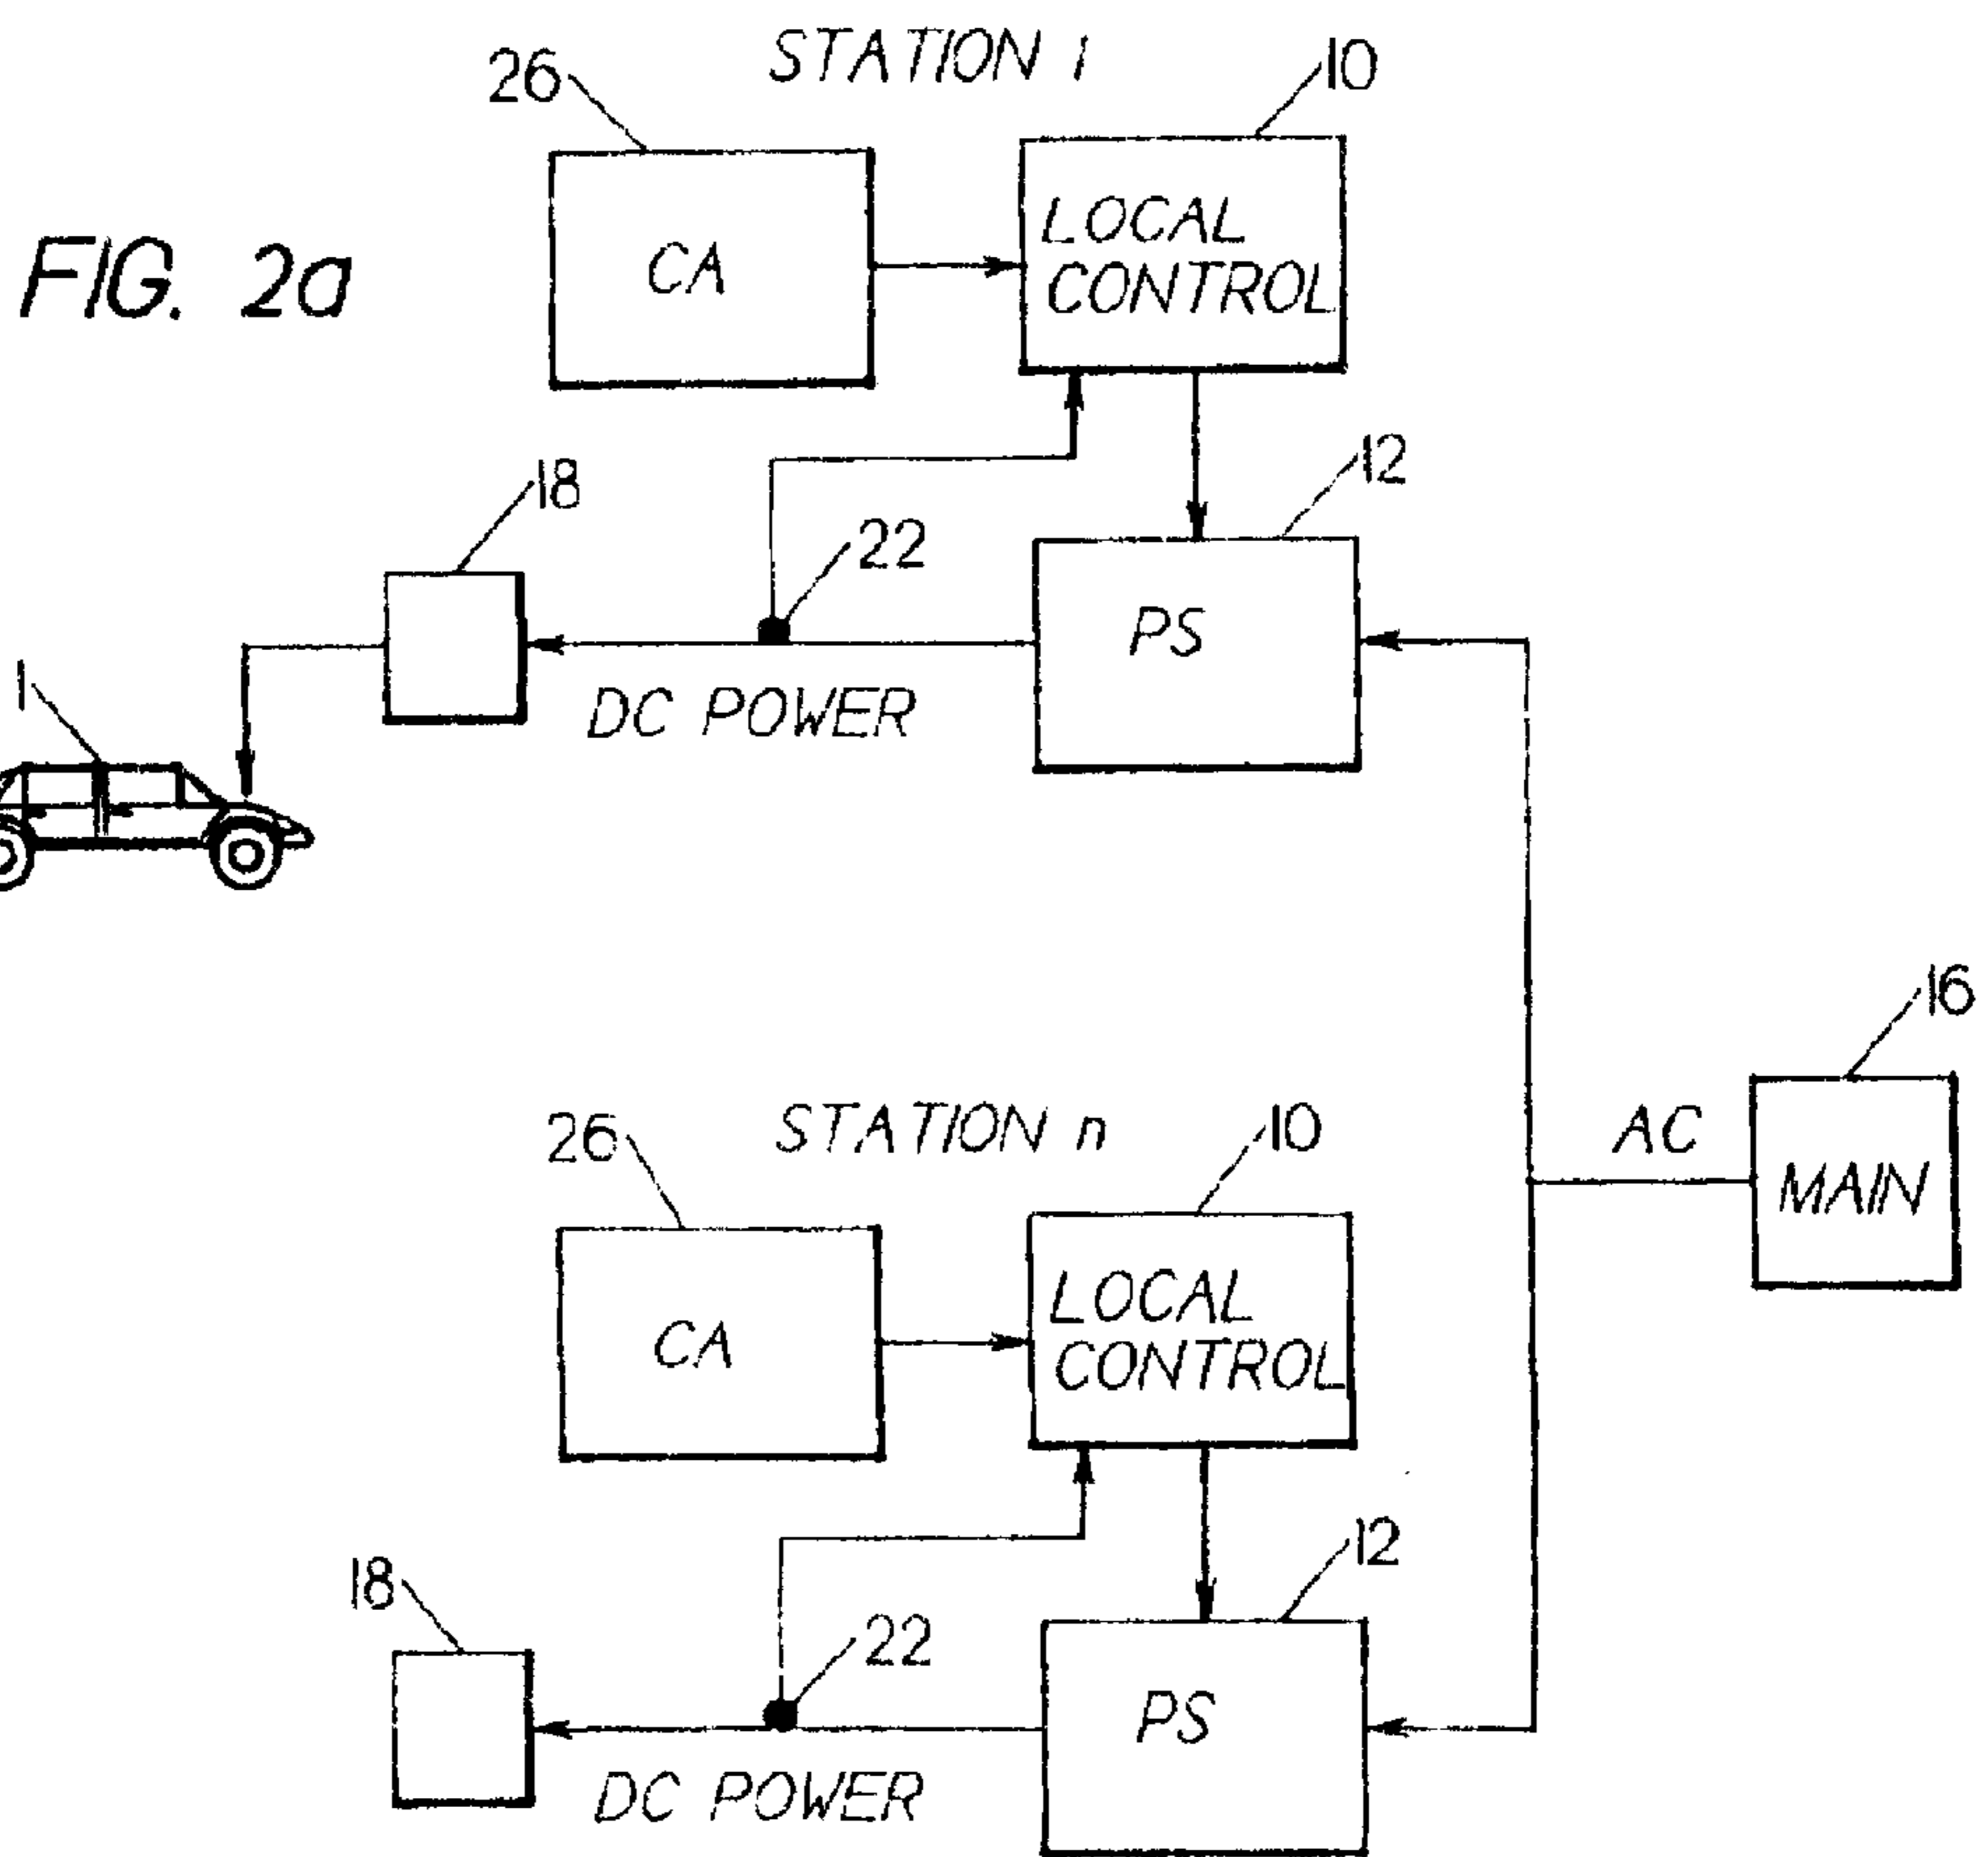 STATION 1
26
10
FIG. 2a
CA
LOCAL
CONTROL
18
12
22
PS
1
DC POWER
16
26
STATION n
10
AC
MAIN
CA
LOCAL
CONTROL
18
12
22
PS
DC POWER